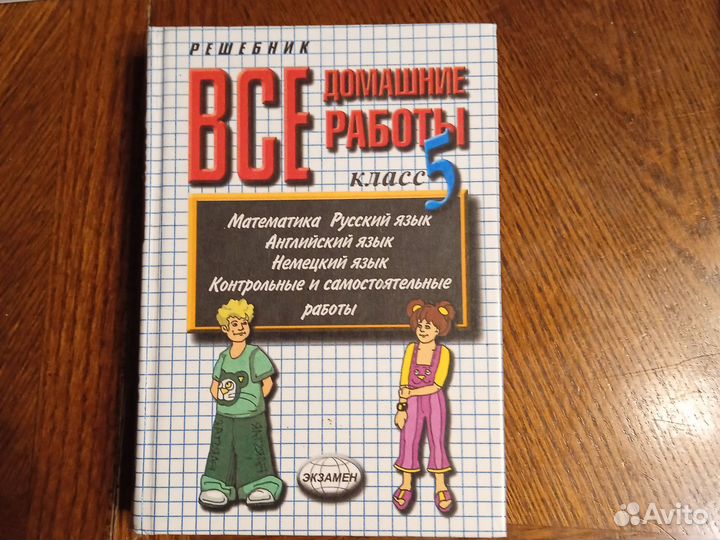 РЕШЕБНИК
ВСЕ ДОМАШНИЕ
РАБОТЫ
класс 5
Математика Русский язык
Английский язык
Немецкий язык
Контрольные и самостоятельные
работы
ЭКЗАМЕН
Avito